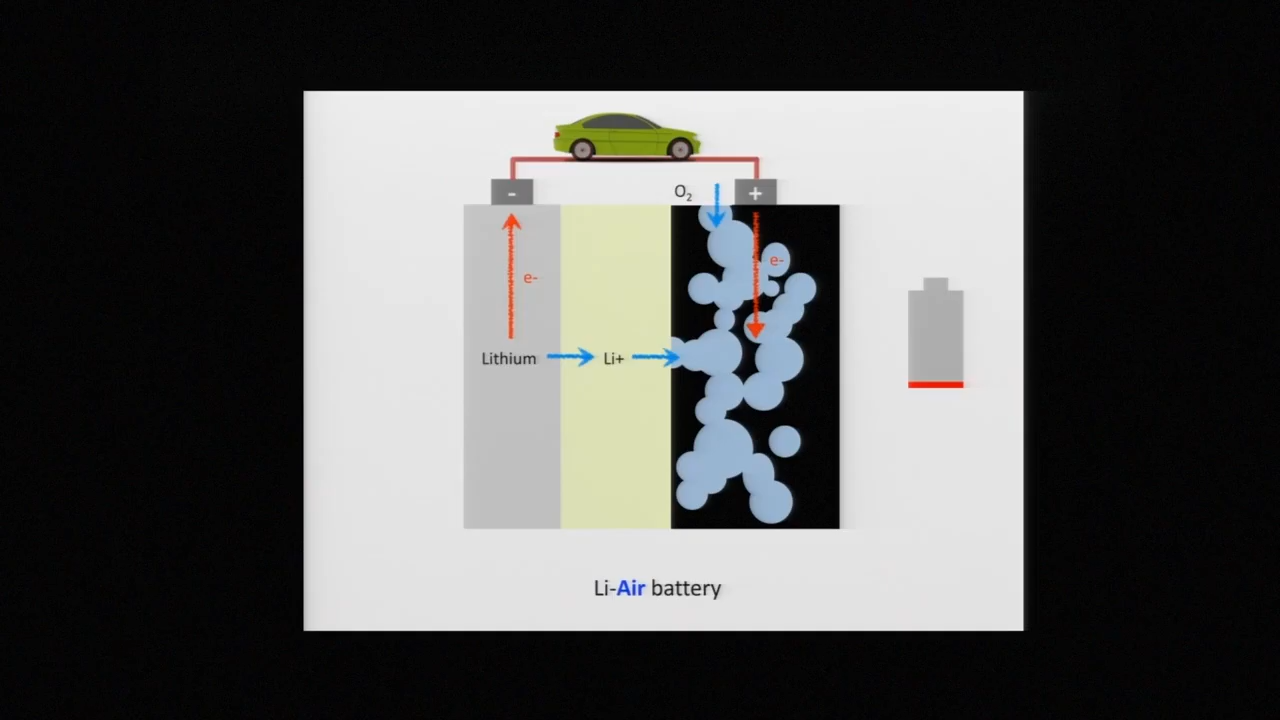 -
+
O₂
e-
e-
Lithium
Li+
Li-Air battery